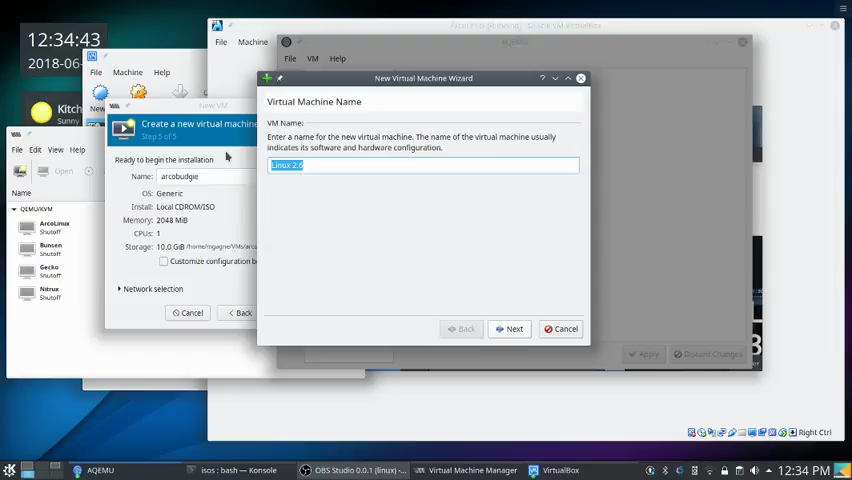 12:34:43
2018-06-
Kitch
Sunny
File Machine
AQEMU
File VM Help
File Machine Help
New
New VM
Create a new virtual machine
Step 5 of 5
Ready to begin the installation
Name: arcobudgie
OS: Generic
Install: Local CDROM/ISO
Memory: 2048 MiB
CPUs: 1
Storage: 10.0 GiB /home/mgagne/VMs/arco
Customize configuration be
Network selection
Cancel
Back
File Edit View Help
Open
Name
QEMU/KVM
ArcoLinux
Shutoff
Bunsen
Shutoff
Gecko
Shutoff
Nitrux
Shutoff
New Virtual Machine Wizard
Virtual Machine Name
VM Name:
Enter a name for the new virtual machine. The name of the virtual machine usually
indicates its software and hardware configuration.
Linux 2.6
Back Next Cancel
Apply Discard Changes
Right Ctrl
AQEMU
isos : bash — Konsole
OBS Studio 0.0.1 (linux) -...
Virtual Machine Manager
VirtualBox
12:34 PM